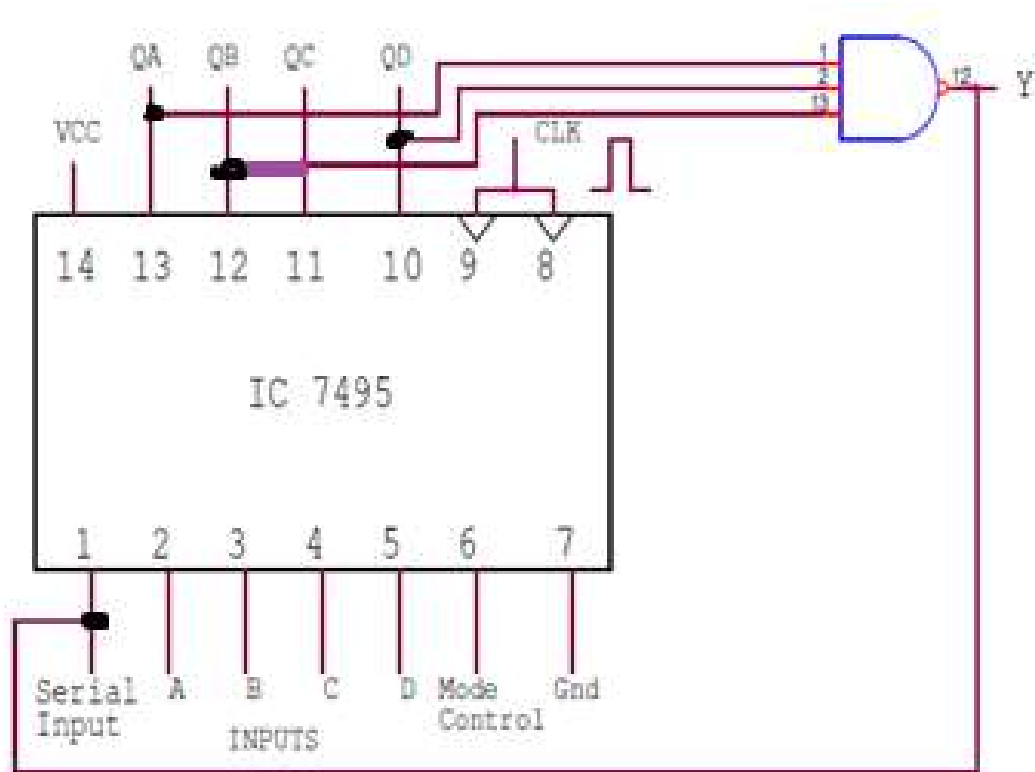 QA QB QC QD
1
2
13
12
Y
VCC
CLK
14 13 12 11 10 9 8
IC 7495
1 2 3 4 5 6 7
Serial Input
A B C D
Mode Control
Gnd
INPUTS